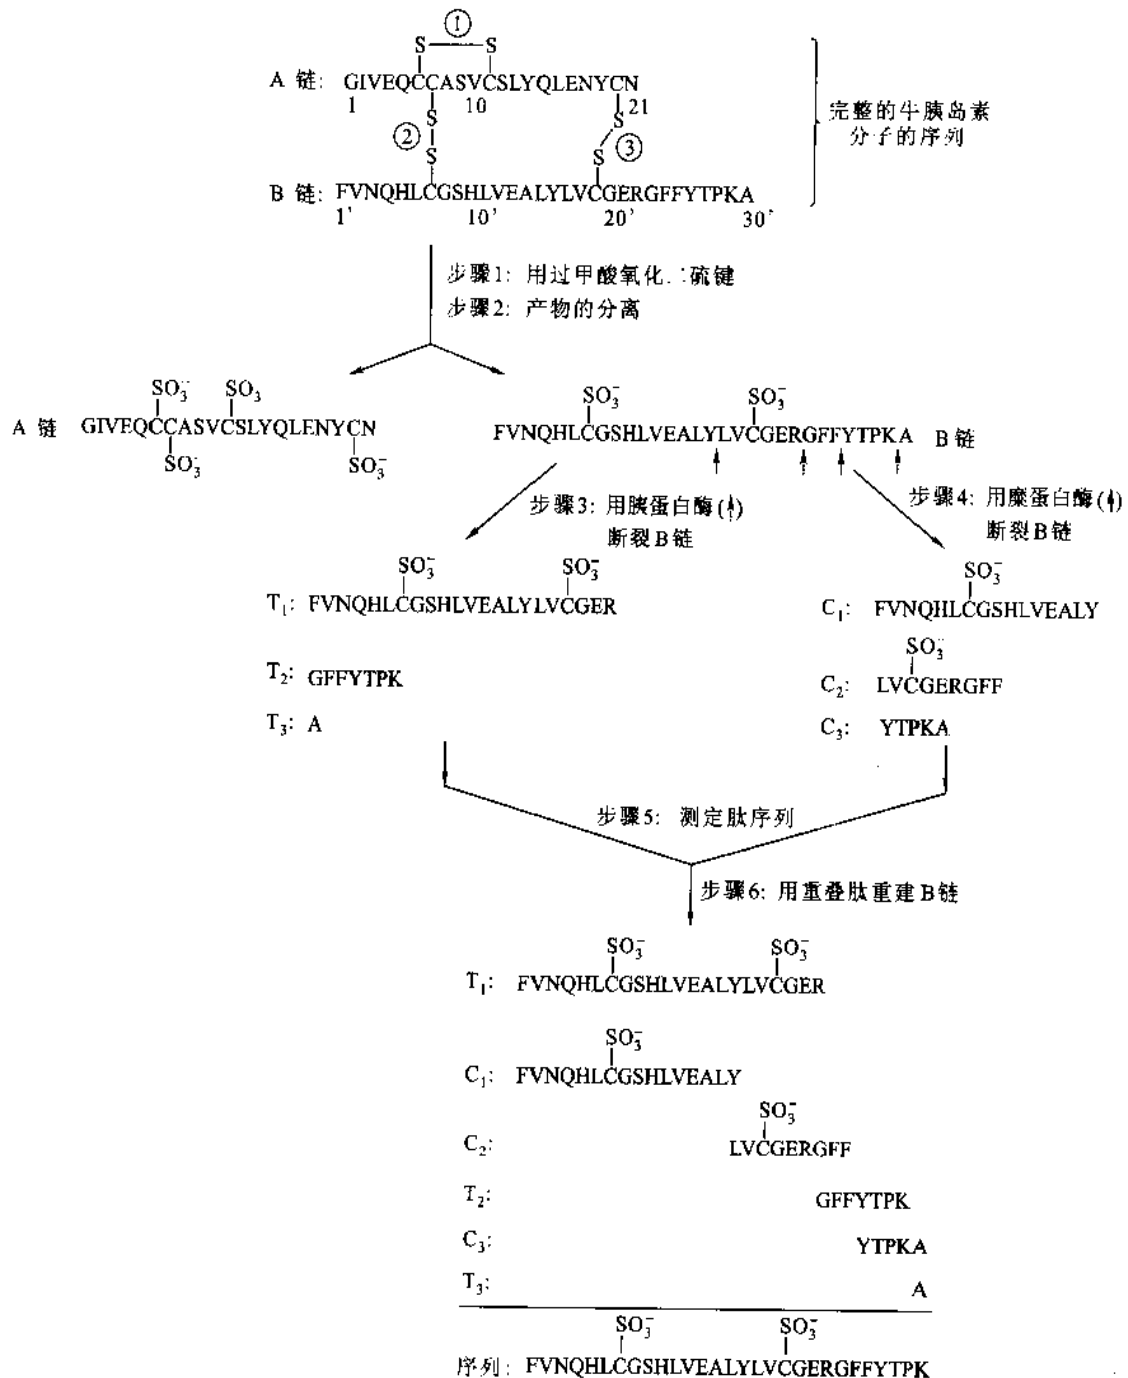 ①
S S
A 链: GIVEQCCASVCSLYQLENYCN
1 10 21
S S
② ③
S S
B 链: FVNQHLCGSHLVEALYLVCGERGFFYTPKA
1' 10' 20' 30'
完整的牛胰岛素
分子的序列
步骤1: 用过甲酸氧化二硫键
步骤2: 产物的分离
SO₃⁻ SO₃
A 链 GIVEQCCASVCSLYQLENYCN
SO₃⁻ SO₃⁻
SO₃⁻ SO₃⁻
FVNQHLCGSHLVEALYLVCGERGFFYTPKA B 链
步骤3: 用胰蛋白酶(↑)
断裂B链
步骤4: 用糜蛋白酶(↑)
断裂B链
SO₃⁻ SO₃⁻
T₁: FVNQHLCGSHLVEALYLVCGER
T₂: GFFYTPK
T₃: A
SO₃⁻
C₁: FVNQHLCGSHLVEALY
SO₃⁻
C₂: LVCGERGFF
C₃: YTPKA
步骤5: 测定肽序列
步骤6: 用重叠肽重建B链
SO₃⁻ SO₃⁻
T₁: FVNQHLCGSHLVEALYLVCGER
SO₃⁻
C₁: FVNQHLCGSHLVEALY
SO₃⁻
C₂: LVCGERGFF
T₂: GFFYTPK
C₃: YTPKA
T₃: A
SO₃⁻ SO₃⁻
序列: FVNQHLCGSHLVEALYLVCGERGFFYTPK